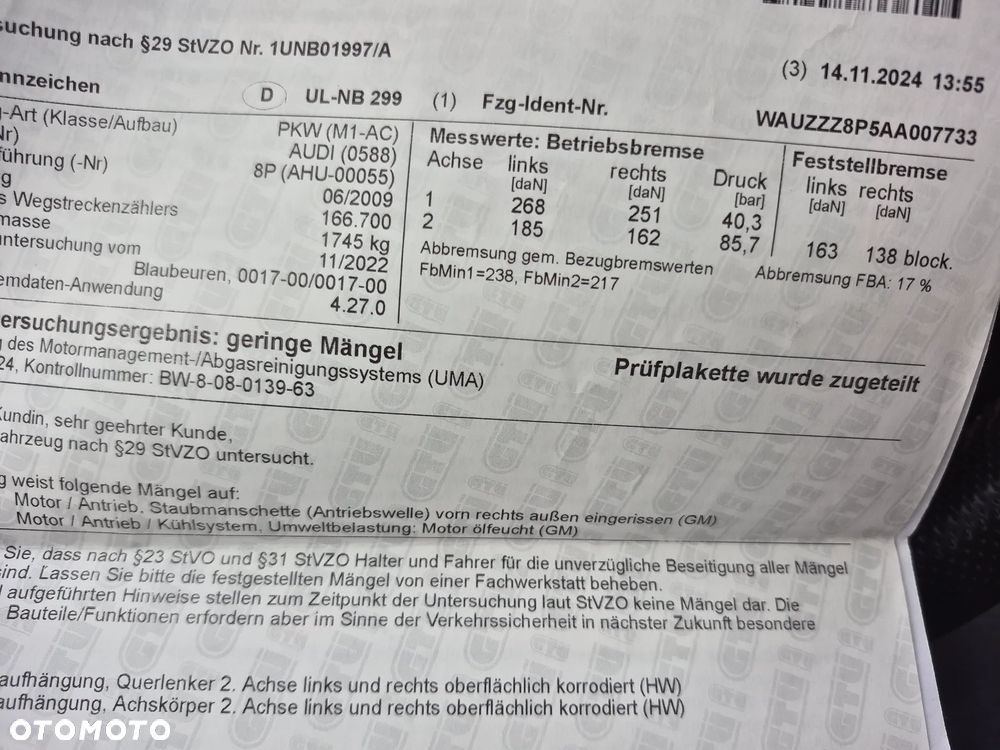 suchung nach §29 StVZO Nr. 1UNB01997/A
(3) 14.11.2024 13:55
nnzeichen
D UL-NB 299 (1) Fzg-Ident-Nr. WAUZZZ8P5AA007733
g-Art (Klasse/Aufbau) PKW (M1-AC)
Nr) AUDI (0588)
führung (-Nr) 8P (AHU-00055)
g 06/2009
s Wegstreckenzählers 166.700
masse 1745 kg
untersuchung vom 11/2022
Blaubeuren, 0017-00/0017-00
emdaten-Anwendung 4.27.0
Messwerte: Betriebsbremse
Achse links rechts Druck
[daN] [daN] [bar]
1 268 251 40,3
2 185 162 85,7
Abbremsung gem. Bezugbremswerten
FbMin1=238, FbMin2=217
Feststellbremse
links rechts
[daN] [daN]
163 138 block.
Abbremsung FBA: 17 %
ersuchungsergebnis: geringe Mängel
Prüfplakette wurde zugeteilt
g des Motormanagement-/Abgasreinigungssystems (UMA)
24, Kontrollnummer: BW-8-08-0139-63
Kundin, sehr geehrter Kunde,
ahrzeug nach §29 StVZO untersucht.
g weist folgende Mängel auf:
Motor / Antrieb, Staubmanschette (Antriebswelle) vorn rechts außen eingerissen (GM)
Motor / Antrieb / Kühlsystem, Umweltbelastung: Motor ölfeucht (GM)
Sie, dass nach §23 StVO und §31 StVZO Halter und Fahrer für die unverzügliche Beseitigung aller Mängel
sind. Lassen Sie bitte die festgestellten Mängel von einer Fachwerkstatt beheben.
l aufgeführten Hinweise stellen zum Zeitpunkt der Untersuchung laut StVZO keine Mängel dar. Die
Bauteile/Funktionen erfordern aber im Sinne der Verkehrssicherheit in nächster Zukunft besondere
aufhängung, Querlenker 2. Achse links und rechts oberflächlich korrodiert (HW)
aufhängung, Achskörper 2. Achse links und rechts oberflächlich korrodiert (HW)
OTOMOTO